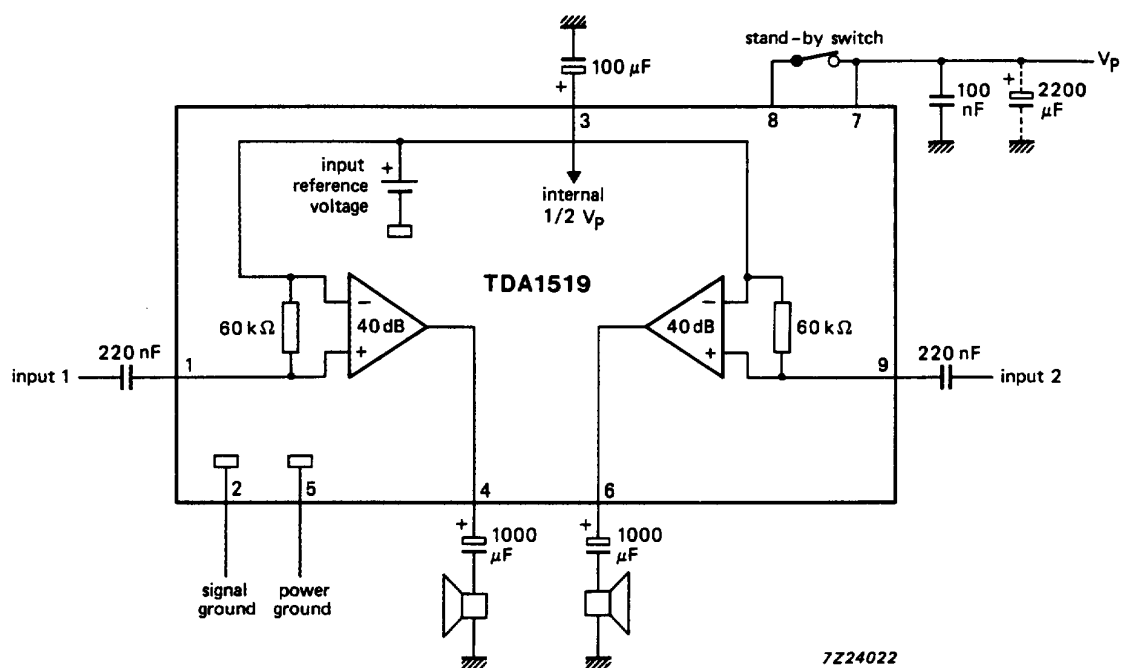 stand-by switch
100 μF
+
Vp
+
100
nF
2200
μF
3
8
7
input
reference
voltage
+
internal
1/2 Vp
TDA1519
60 kΩ
−
40 dB
+
−
40 dB
+
60 kΩ
220 nF
1
input 1
9
220 nF
input 2
2
5
4
6
+
1000
μF
+
1000
μF
signal
ground
power
ground
7Z24022